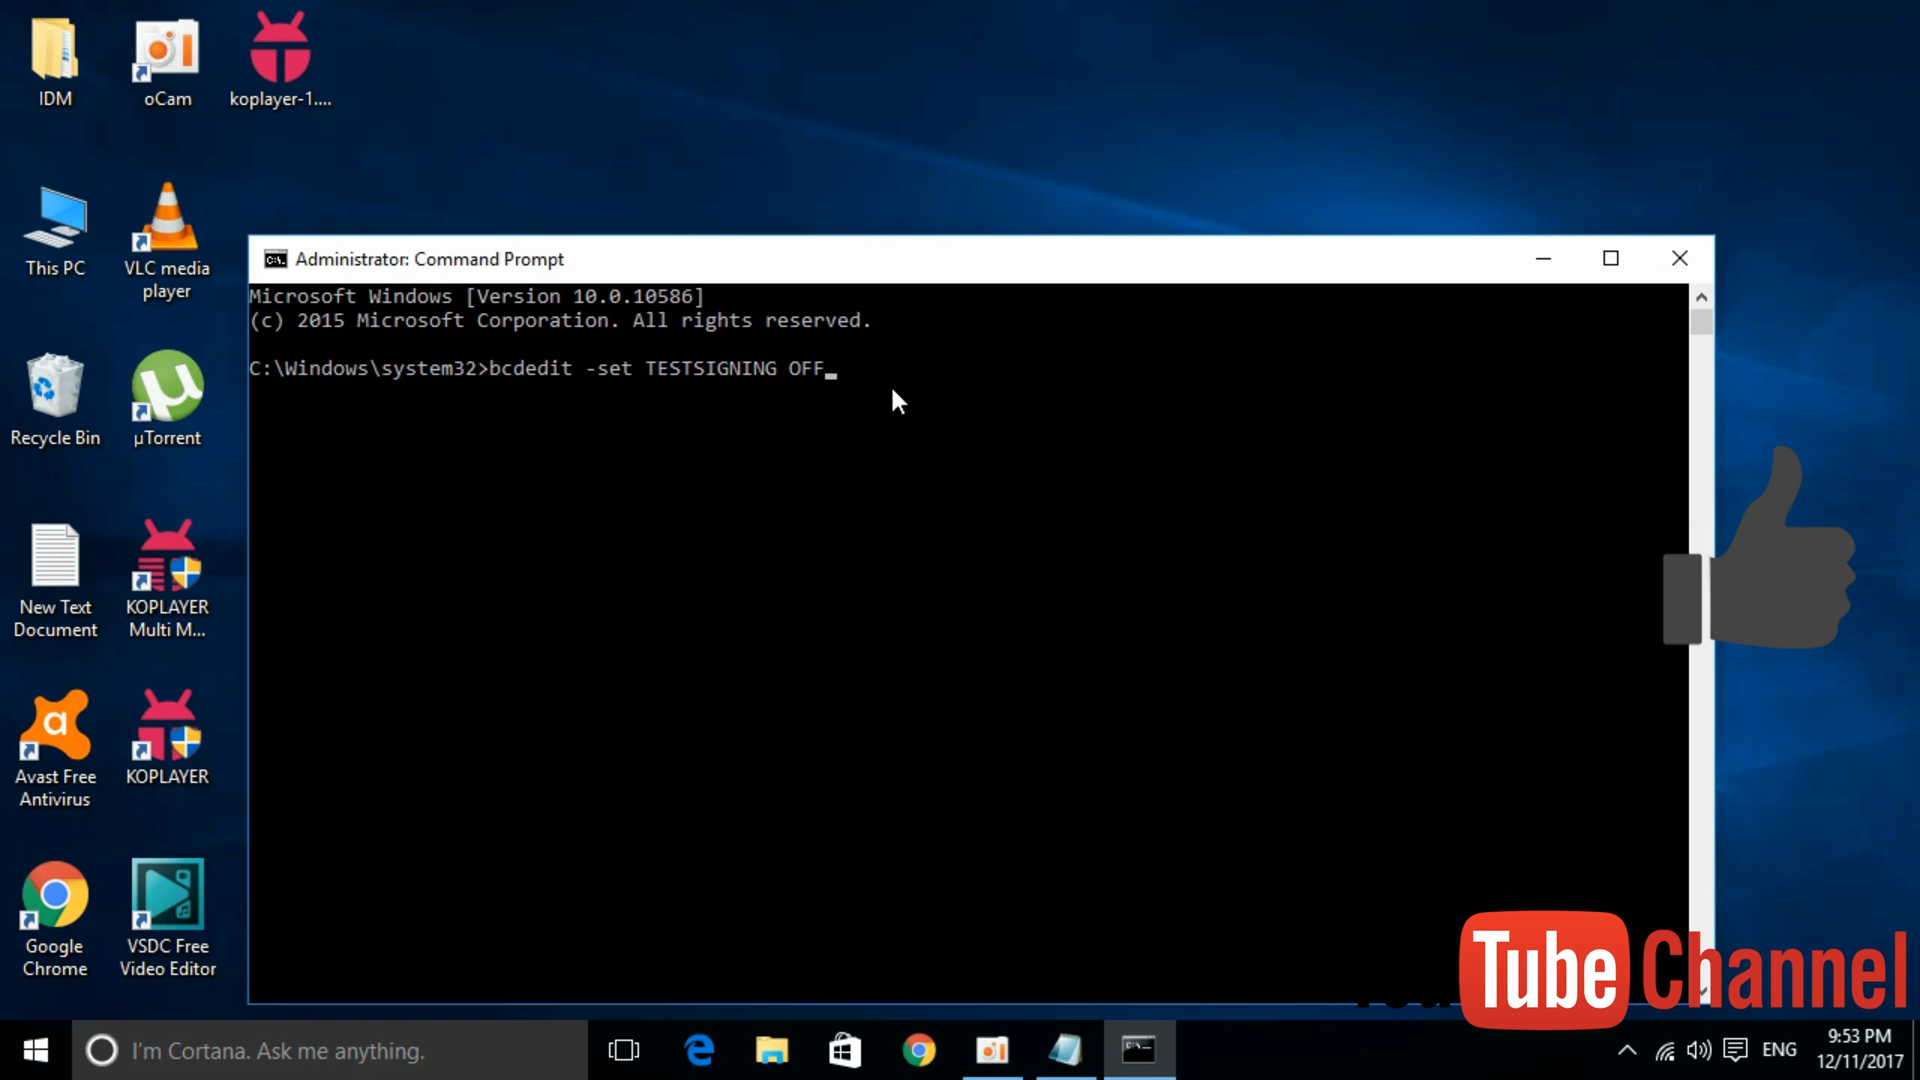 IDM
oCam
koplayer-1....
This PC
VLC media
player
Recycle Bin
µTorrent
New Text
Document
KOPLAYER
Multi M...
Avast Free
Antivirus
KOPLAYER
Google
Chrome
VSDC Free
Video Editor
Administrator: Command Prompt
Microsoft Windows [Version 10.0.10586]
(c) 2015 Microsoft Corporation. All rights reserved.
C:\Windows\system32>bcdedit -set TESTSIGNING OFF_
Tube Channel
I'm Cortana. Ask me anything.
ENG
9:53 PM
12/11/2017